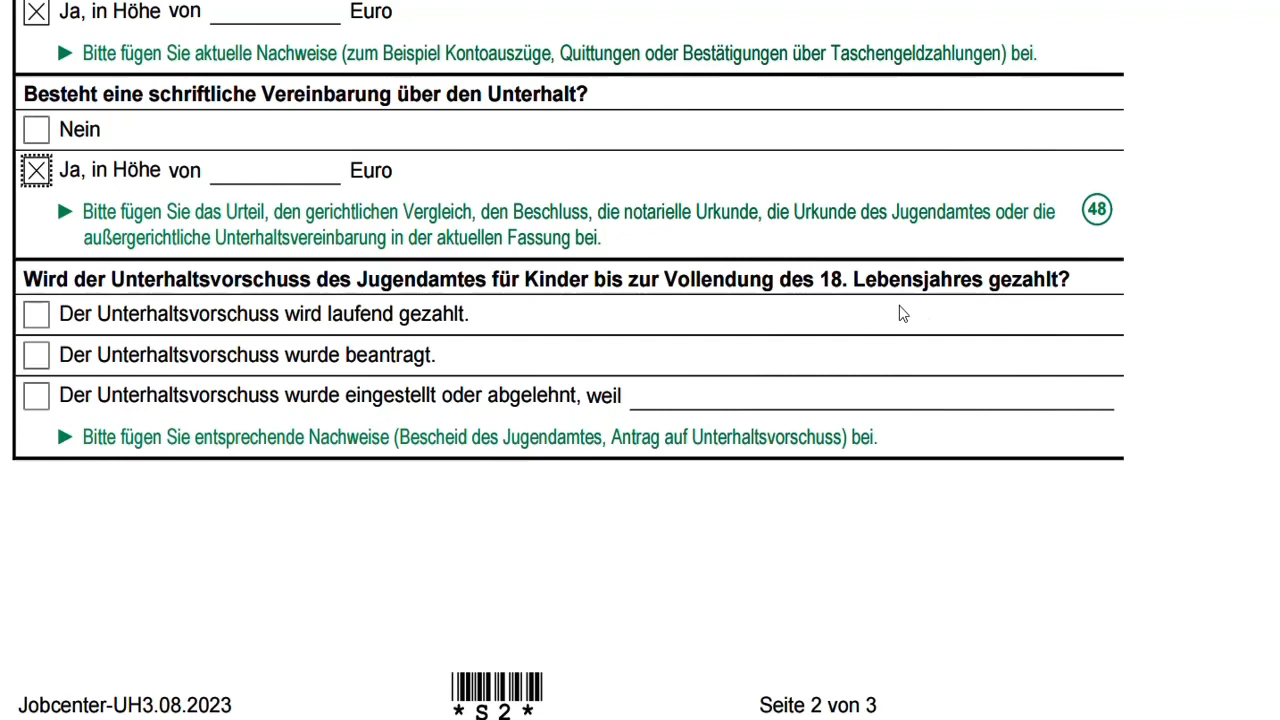 Ja, in Höhe von ____________ Euro
Bitte fügen Sie aktuelle Nachweise (zum Beispiel Kontoauszüge, Quittungen oder Bestätigungen über Taschengeldzahlungen) bei.
Besteht eine schriftliche Vereinbarung über den Unterhalt?
Nein
Ja, in Höhe von ____________ Euro
Bitte fügen Sie das Urteil, den gerichtlichen Vergleich, den Beschluss, die notarielle Urkunde, die Urkunde des Jugendamtes oder die
außergerichtliche Unterhaltsvereinbarung in der aktuellen Fassung bei.
48
Wird der Unterhaltsvorschuss des Jugendamtes für Kinder bis zur Vollendung des 18. Lebensjahres gezahlt?
Der Unterhaltsvorschuss wird laufend gezahlt.
Der Unterhaltsvorschuss wurde beantragt.
Der Unterhaltsvorschuss wurde eingestellt oder abgelehnt, weil
Bitte fügen Sie entsprechende Nachweise (Bescheid des Jugendamtes, Antrag auf Unterhaltsvorschuss) bei.
Jobcenter-UH3.08.2023
* S 2 *
Seite 2 von 3